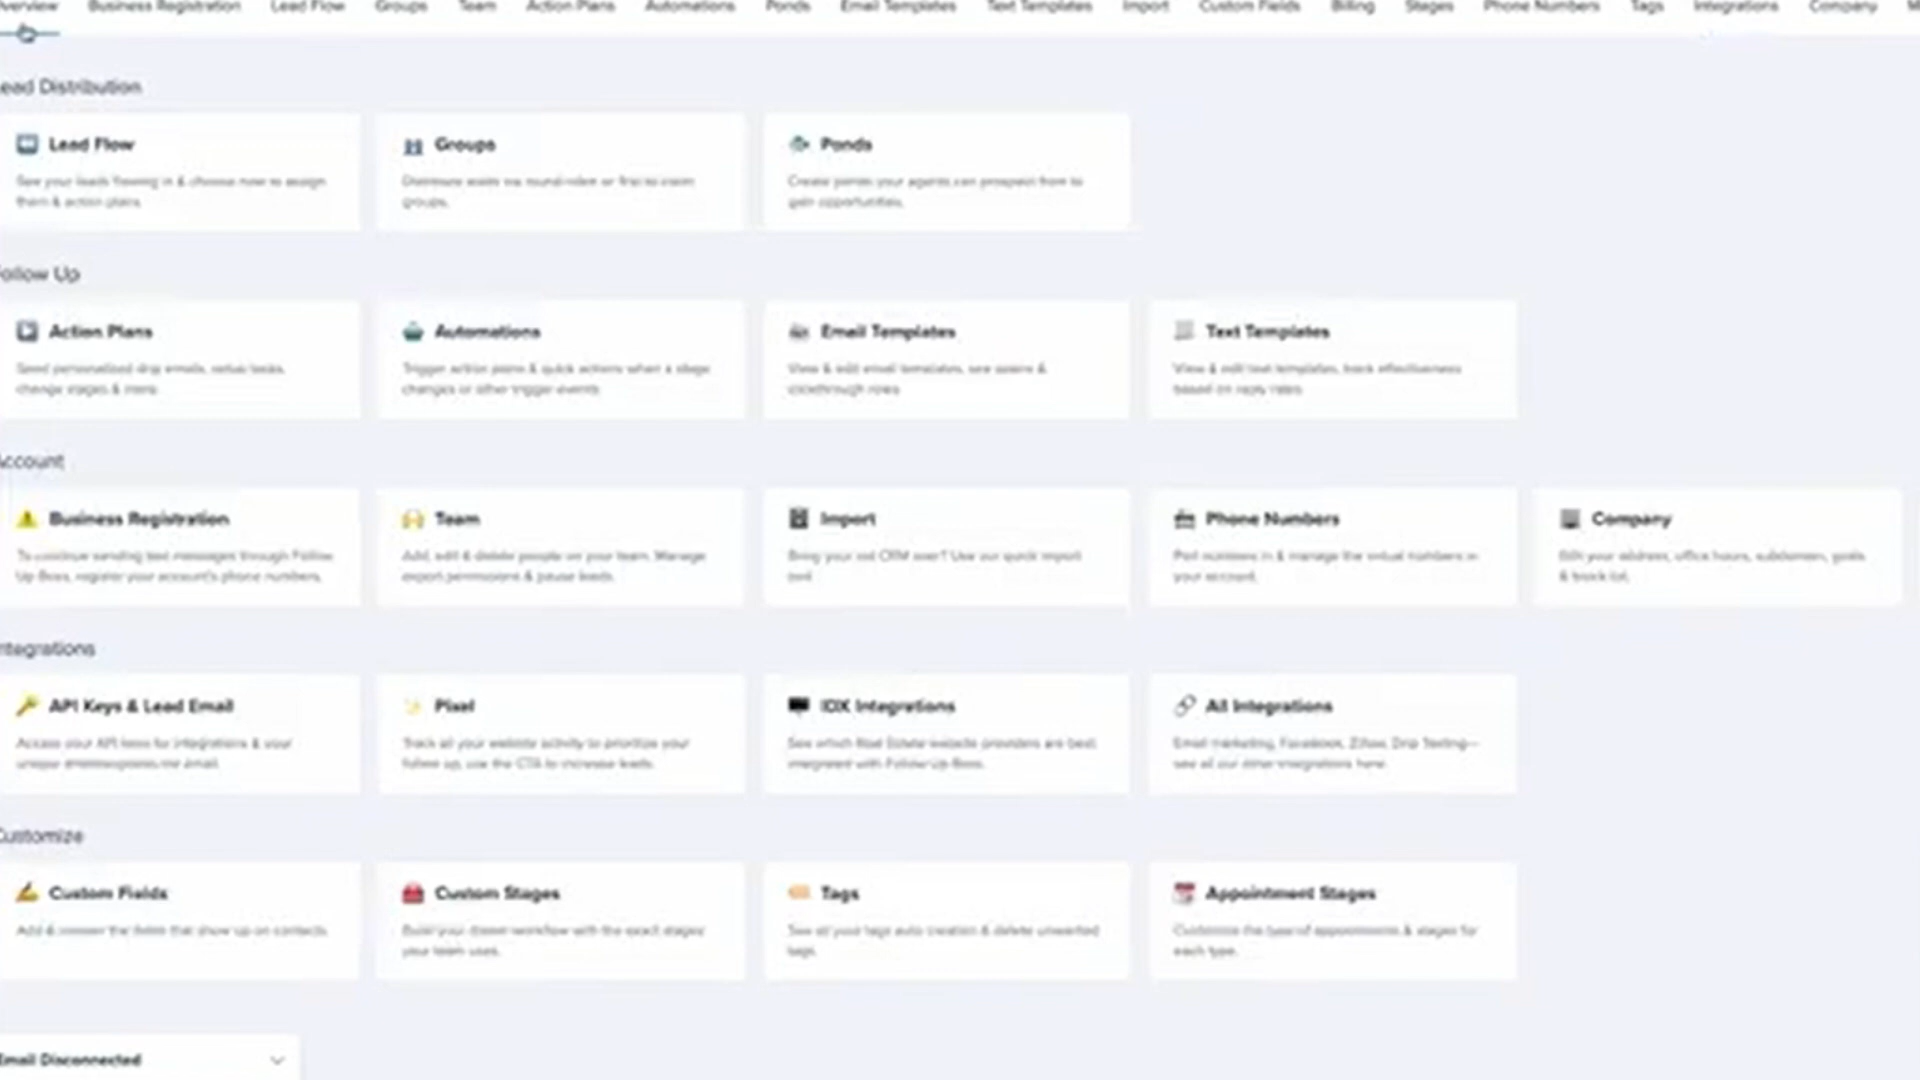 verview Business Registration Lead Flow Groups Team Action Plans Automations Ponds Email Templates Text Templates Import Custom Fields Billing Stages Phone Numbers Tags Integrations Company M
ead Distribution
Lead Flow
Groups
Ponds
See your leads flowing in & choose how to assign
them & action plans.
Distribute leads via round-robin or first to claim
groups.
Create ponds your agents can prospect from to
gain opportunities.
ollow Up
Action Plans
Automations
Email Templates
Text Templates
Send personalized drip emails, setup tasks,
change stages & more.
Trigger action plans & quick actions when a stage
changes or other trigger events
View & edit email templates, see opens &
clickthrough rates
View & edit text templates, track effectiveness
based on reply rates
ccount
Business Registration
Team
Import
Phone Numbers
Company
To continue sending text messages through Follow
Up Boss, register your account's phone numbers.
Add, edit & delete people on your team. Manage
export permissions & pause leads.
Bring your old CRM over? Use our quick import
tool
Port numbers in & manage the virtual numbers in
your account.
Edit your address, office hours, subdomain, goals
& block list.
ntegrations
API Keys & Lead Email
Pixel
IDX Integrations
All Integrations
Access your API keys for integrations & your
unique email
Track all your website activity to prioritize your
follow up, use the CTA to increase leads.
See which Real Estate website providers are best
integrated with Follow Up Boss.
Email marketing, Facebook, Zillow, Drip Texting—
see all our other integrations here.
Customize
Custom Fields
Custom Stages
Tags
Appointment Stages
Add & remove the fields that show up on contacts.
Build your dream workflow with the exact stages
your team uses.
See all your tags auto creation & delete unwanted
tags.
Customize the type of appointments & stages for
each type.
Email Disconnected